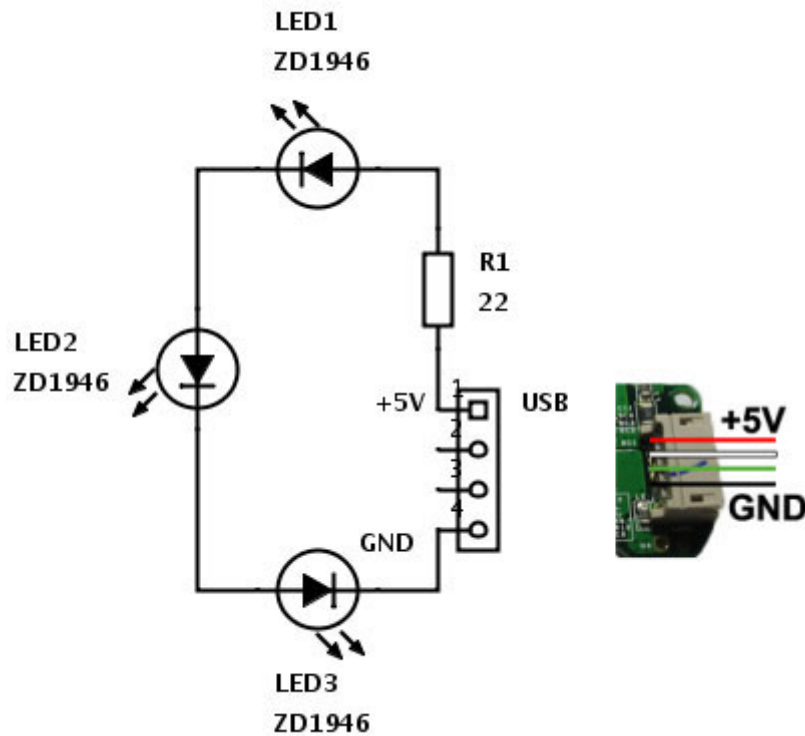 LED1
ZD1946
R1
22
LED2
ZD1946
+5V
1
2
3
4
USB
GND
+5V
GND
LED3
ZD1946